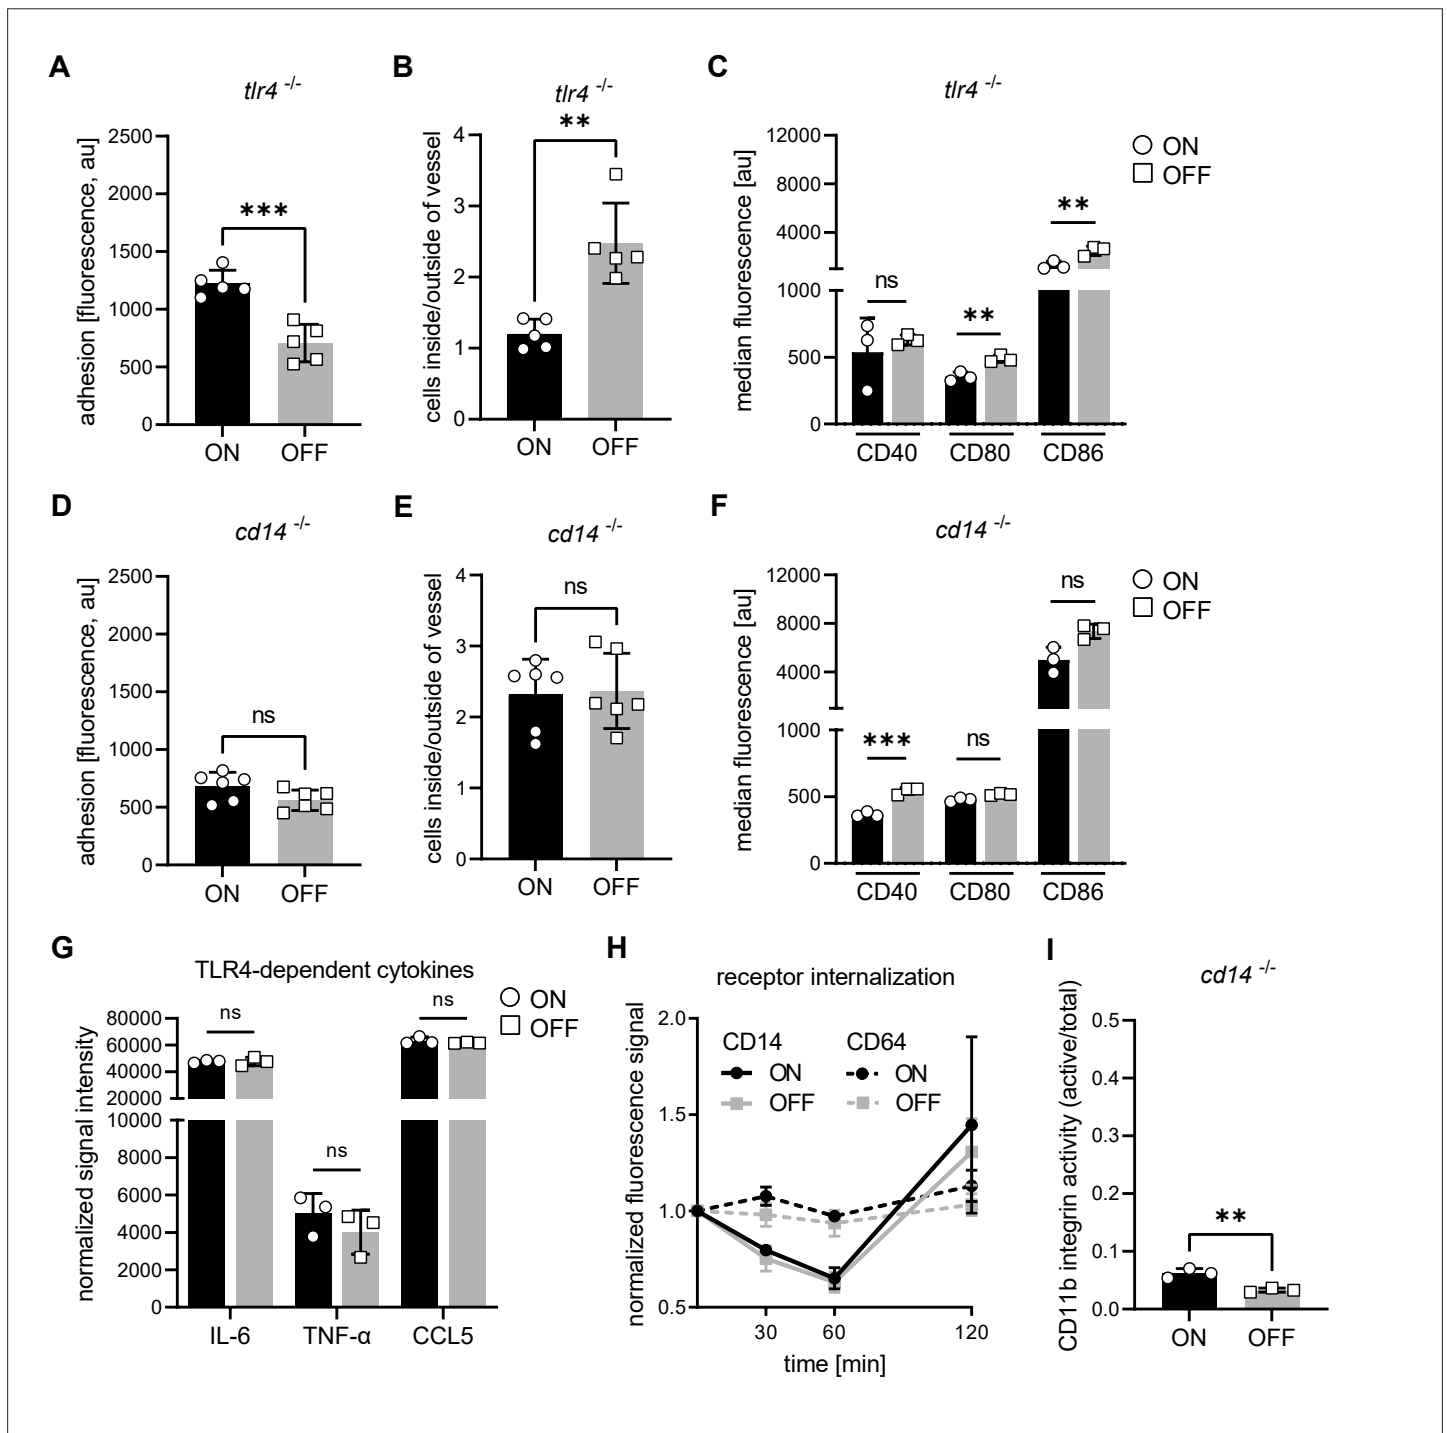 A
tlr4 -/-
adhesion [fluorescence, au]
2500
2000
1500
1000
500
0
***
ON
OFF
B
tlr4 -/-
cells inside/outside of vessel
4
3
2
1
0
**
ON
OFF
C
tlr4 -/-
median fluorescence [au]
12000
8000
4000
1000
500
0
ns
**
**
CD40
CD80
CD86
ON
OFF
D
cd14 -/-
adhesion [fluorescence, au]
2500
2000
1500
1000
500
0
ns
ON
OFF
E
cd14 -/-
cells inside/outside of vessel
4
3
2
1
0
ns
ON
OFF
F
cd14 -/-
median fluorescence [au]
12000
8000
4000
1000
500
0
***
ns
ns
CD40
CD80
CD86
ON
OFF
G
TLR4-dependent cytokines
normalized signal intensity
80000
60000
40000
20000
10000
8000
6000
4000
2000
0
ns
ns
ns
IL-6
TNF-α
CCL5
ON
OFF
H
receptor internalization
normalized fluorescence signal
2.0
1.5
1.0
0.5
CD14
ON
OFF
CD64
ON
OFF
30
60
120
time [min]
I
cd14 -/-
CD11b integrin activity (active/total)
0.5
0.4
0.3
0.2
0.1
0.0
**
ON
OFF